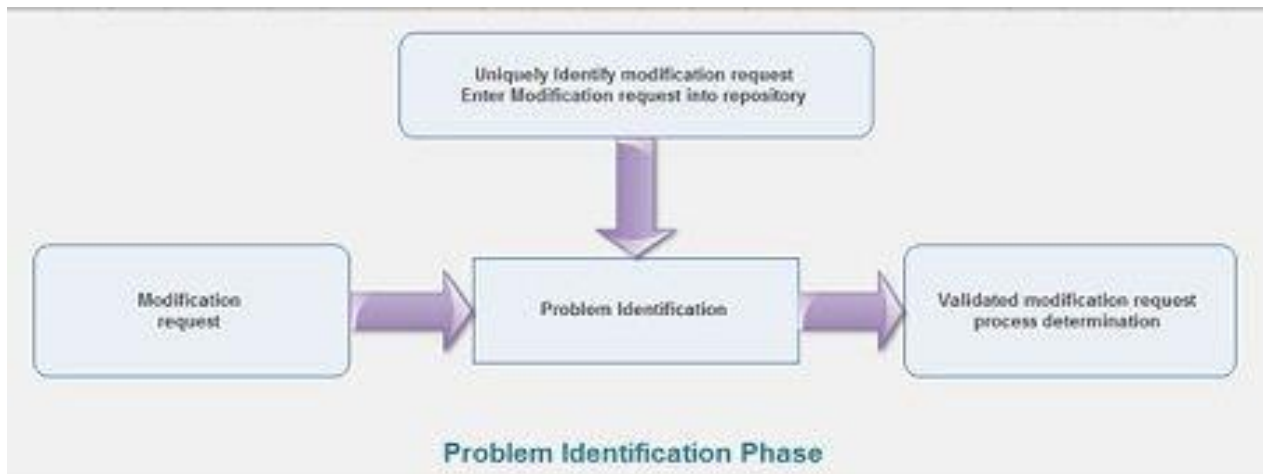 Uniquely Identify modification request
Enter Modification request into repository
Modification
request
Problem Identification
Validated modification request
process determination
Problem Identification Phase